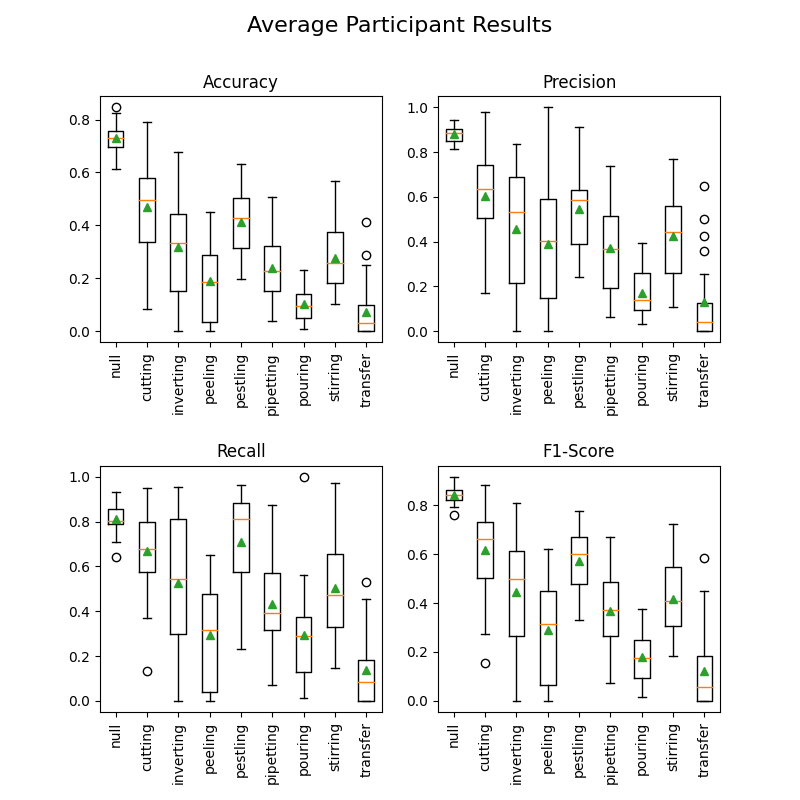 Average Participant Results
Accuracy
0.8
0.6
0.4
0.2
0.0
null
cutting
inverting
peeling
pestling
pipetting
pouring
stirring
transfer
Precision
1.0
0.8
0.6
0.4
0.2
0.0
null
cutting
inverting
peeling
pestling
pipetting
pouring
stirring
transfer
Recall
1.0
0.8
0.6
0.4
0.2
0.0
null
cutting
inverting
peeling
pestling
pipetting
pouring
stirring
transfer
F1-Score
0.8
0.6
0.4
0.2
0.0
null
cutting
inverting
peeling
pestling
pipetting
pouring
stirring
transfer